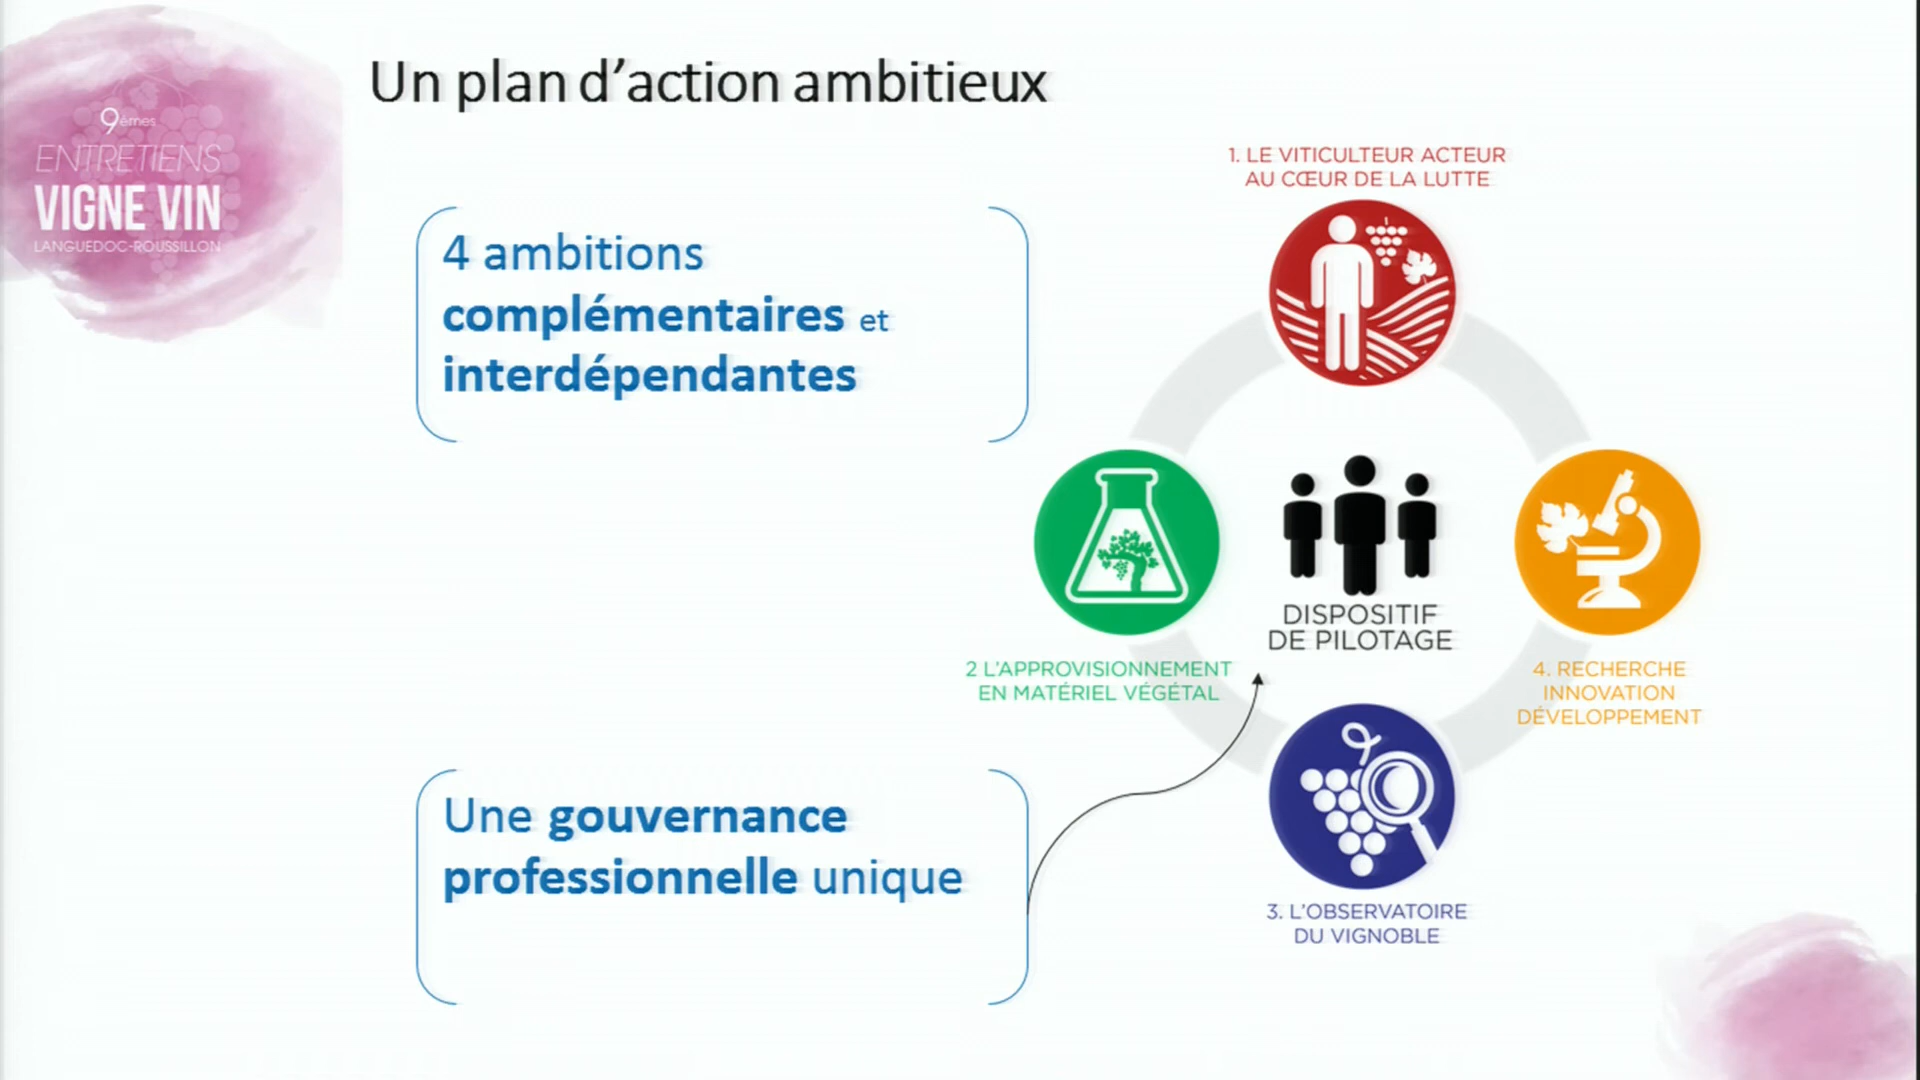 9èmes
ENTRETIENS
VIGNE VIN
LANGUEDOC-ROUSSILLON
Un plan d’action ambitieux
4 ambitions
complémentaires et
interdépendantes
Une gouvernance
professionnelle unique
1. LE VITICULTEUR ACTEUR
AU CŒUR DE LA LUTTE
DISPOSITIF
DE PILOTAGE
2 L’APPROVISIONNEMENT
EN MATÉRIEL VÉGÉTAL
4. RECHERCHE
INNOVATION
DÉVELOPPEMENT
3. L’OBSERVATOIRE
DU VIGNOBLE